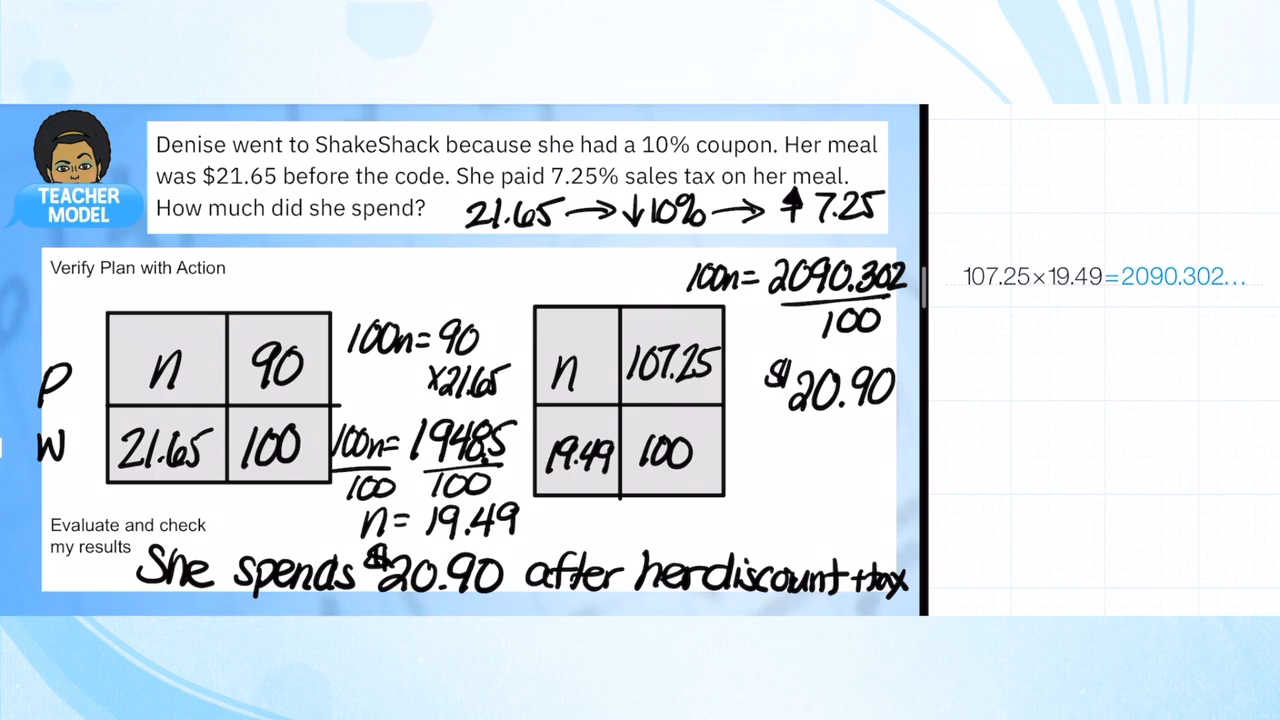 Denise went to ShakeShack because she had a 10% coupon. Her meal
was $21.65 before the code. She paid 7.25% sales tax on her meal.
How much did she spend?
21.65 → ↓10% → ↑ 7.25
TEACHER
MODEL
Verify Plan with Action
P
W
n 90
21.65 100
100n = 90
×21.65
100n = 1948.5
100 100
n = 19.49
n 107.25
19.49 100
100n = 2090.302
100
$20.90
107.25×19.49=2090.302...
Evaluate and check
my results
She spends $20.90 after her discount + tax